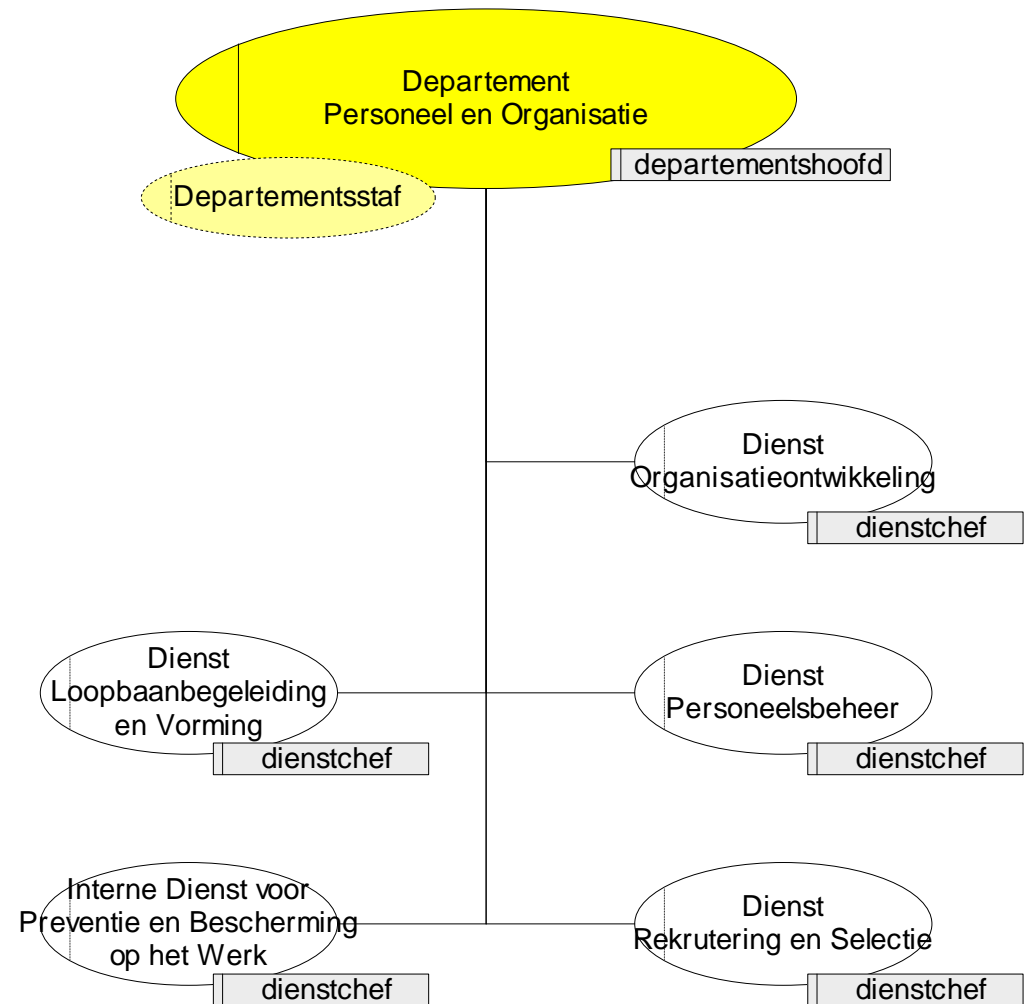 Departement
Personeel en Organisatie
departementshoofd
Departementsstaf
Dienst
Organisatieontwikkeling
dienstchef
Dienst
Loopbaanbegeleiding
en Vorming
dienstchef
Dienst
Personeelsbeheer
dienstchef
Interne Dienst voor
Preventie en Bescherming
op het Werk
dienstchef
Dienst
Rekrutering en Selectie
dienstchef